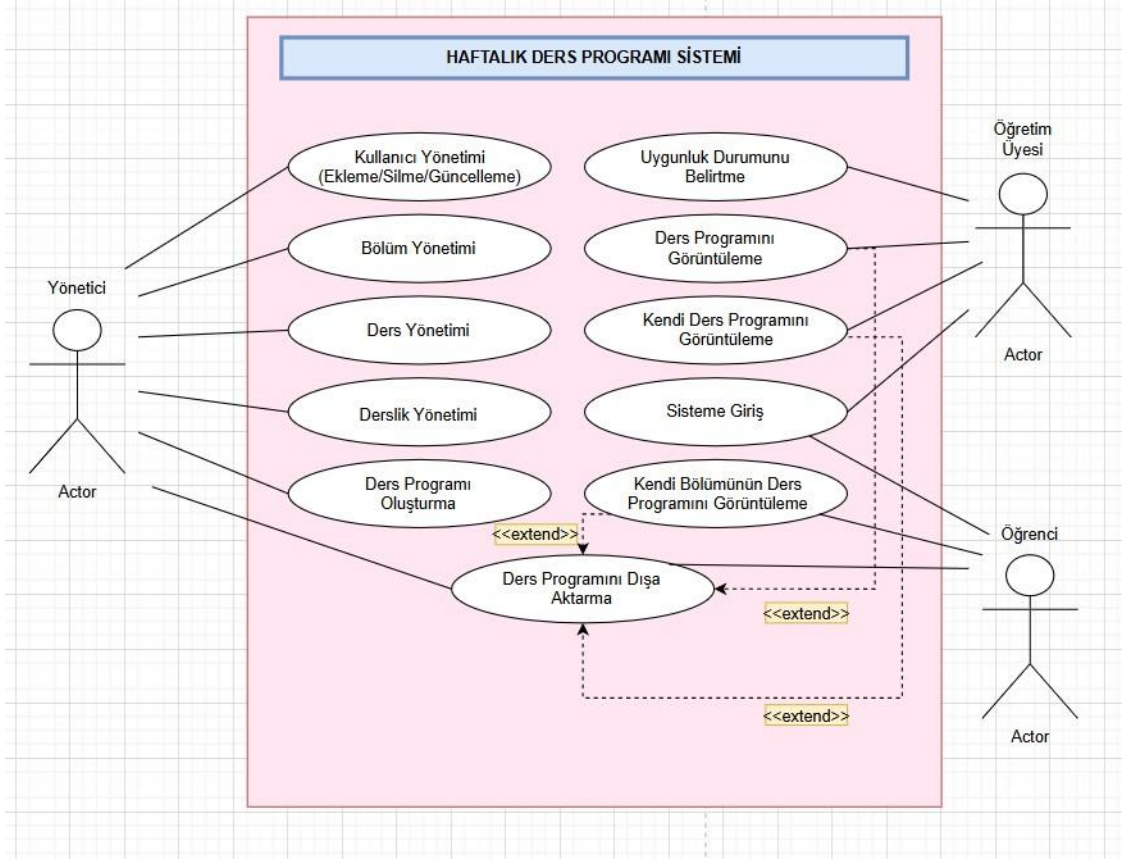 HAFTALIK DERS PROGRAMI SİSTEMİ
Yönetici
Actor
Kullanıcı Yönetimi
(Ekleme/Silme/Güncelleme)
Bölüm Yönetimi
Ders Yönetimi
Derslik Yönetimi
Ders Programı
Oluşturma
Uygunluk Durumunu
Belirtme
Ders Programını
Görüntüleme
Kendi Ders Programını
Görüntüleme
Sisteme Giriş
Kendi Bölümünün Ders
Programını Görüntüleme
<<extend>>
Ders Programını Dışa
Aktarma
<<extend>>
<<extend>>
Öğretim
Üyesi
Actor
Öğrenci
Actor